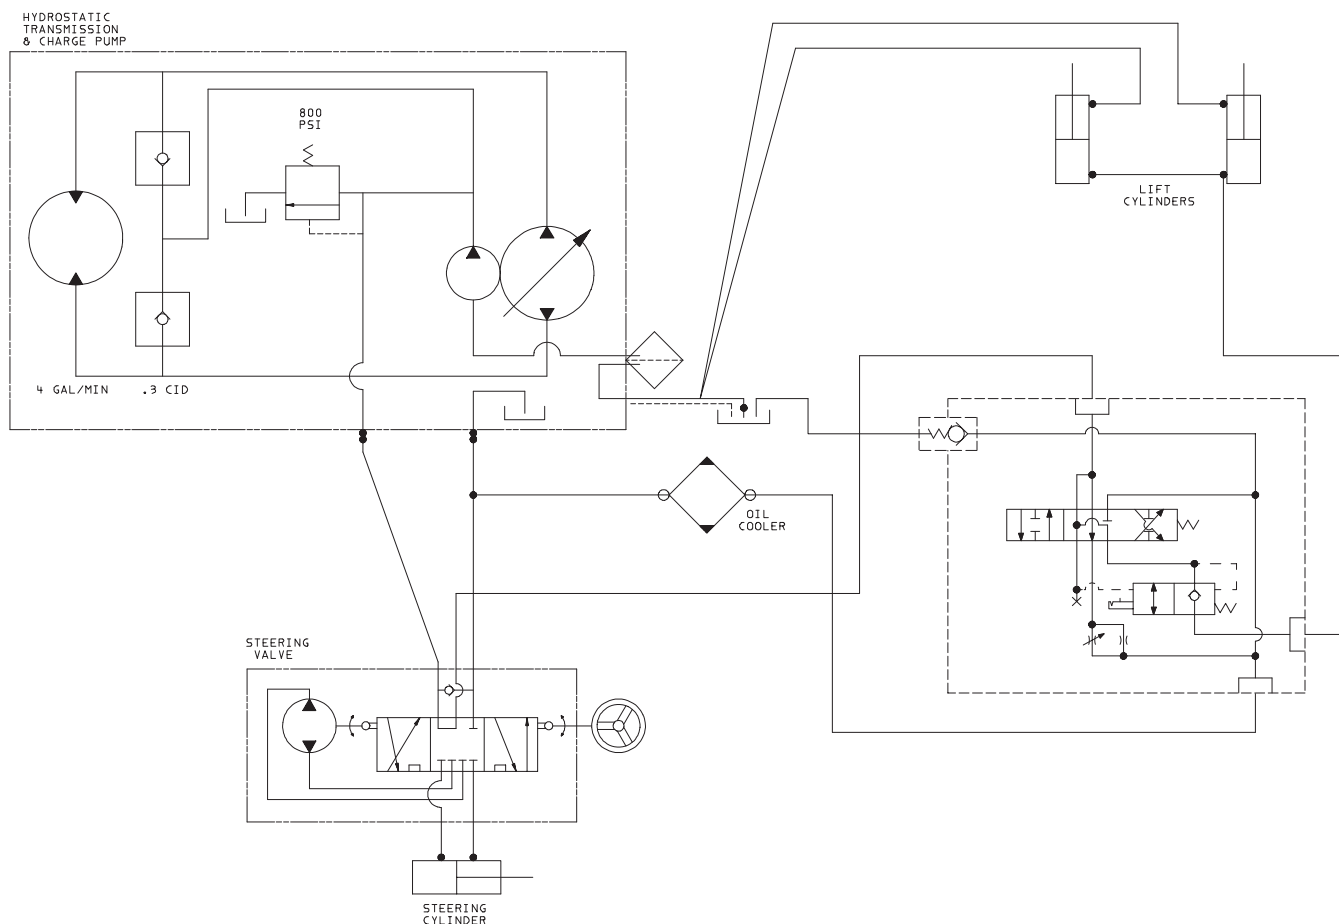 HYDROSTATIC
TRANSMISSION
& CHARGE PUMP
800
PSI
LIFT
CYLINDERS
4 GAL/MIN
.3 CID
OIL
COOLER
STEERING
VALVE
STEERING
CYLINDER